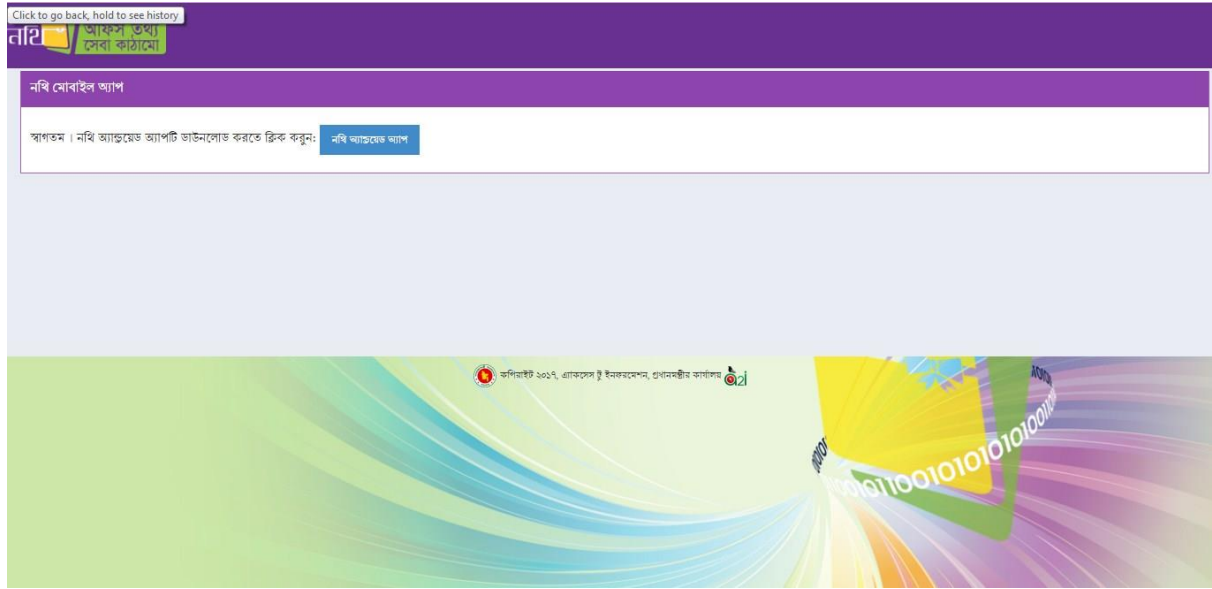 Click to go back, hold to see history
নথি
অফিস তথ্য
সেবা কাঠামো
নথি মোবাইল অ্যাপ
স্বাগতম । নথি অ্যান্ড্রয়েড অ্যাপটি ডাউনলোড করতে ক্লিক করুন: নথি অ্যান্ড্রয়েড অ্যাপ
কপিরাইট ২০১৭, এ্যাকসেস টু ইনফরমেশন, প্রধানমন্ত্রীর কার্যালয় a2i